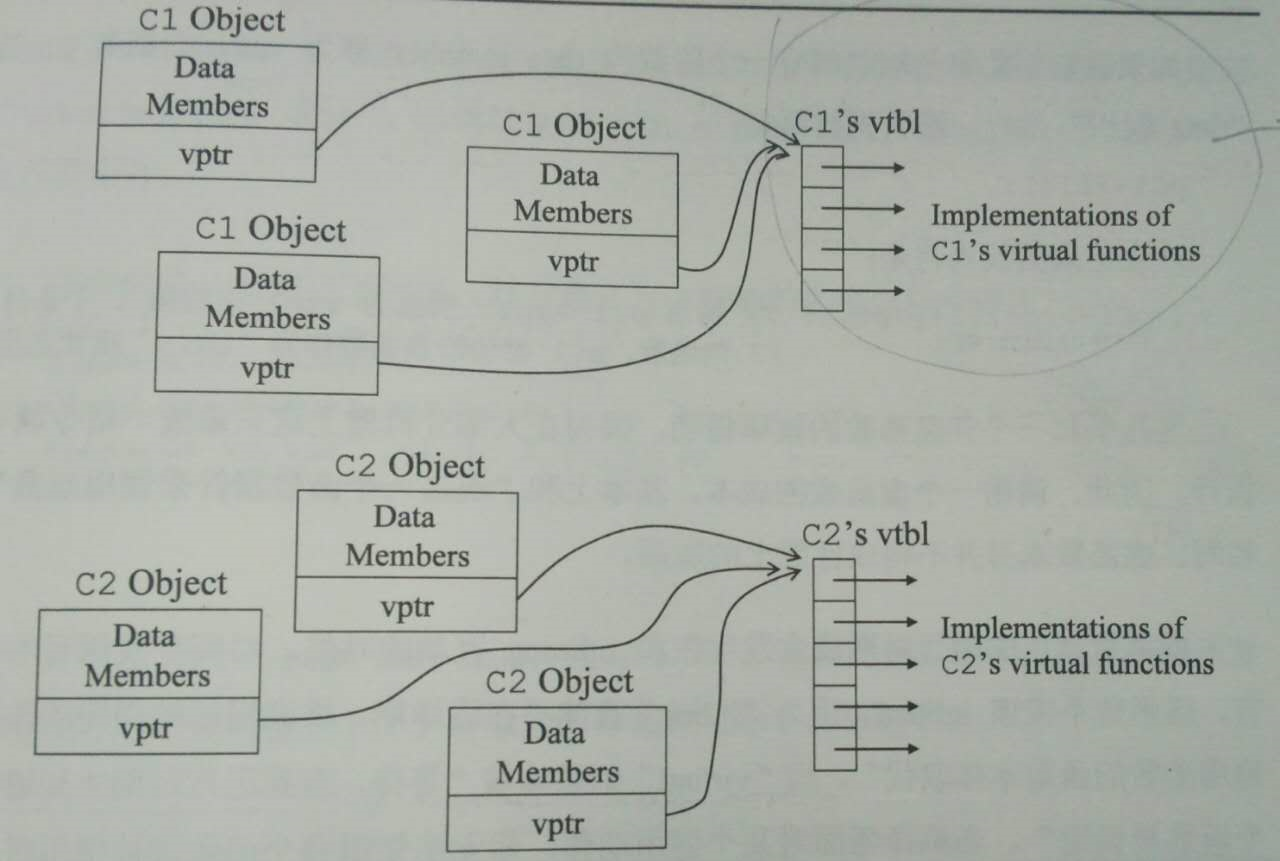 C1 Object
Data
Members
vptr
C1 Object
Data
Members
vptr
C1 Object
Data
Members
vptr
C1's vtbl
Implementations of
C1's virtual functions
C2 Object
Data
Members
vptr
C2 Object
Data
Members
vptr
C2 Object
Data
Members
vptr
C2's vtbl
Implementations of
C2's virtual functions